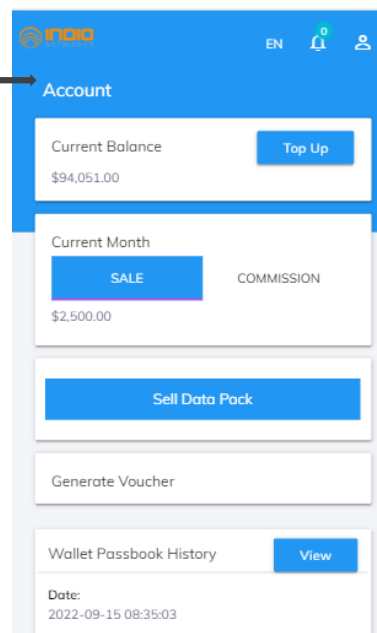 INDIO
NETWORKS
EN
0
Account
Current Balance
Top Up
$94,051.00
Current Month
SALE
COMMISSION
$2,500.00
Sell Data Pack
Generate Voucher
Wallet Passbook History
View
Date:
2022-09-15 08:35:03